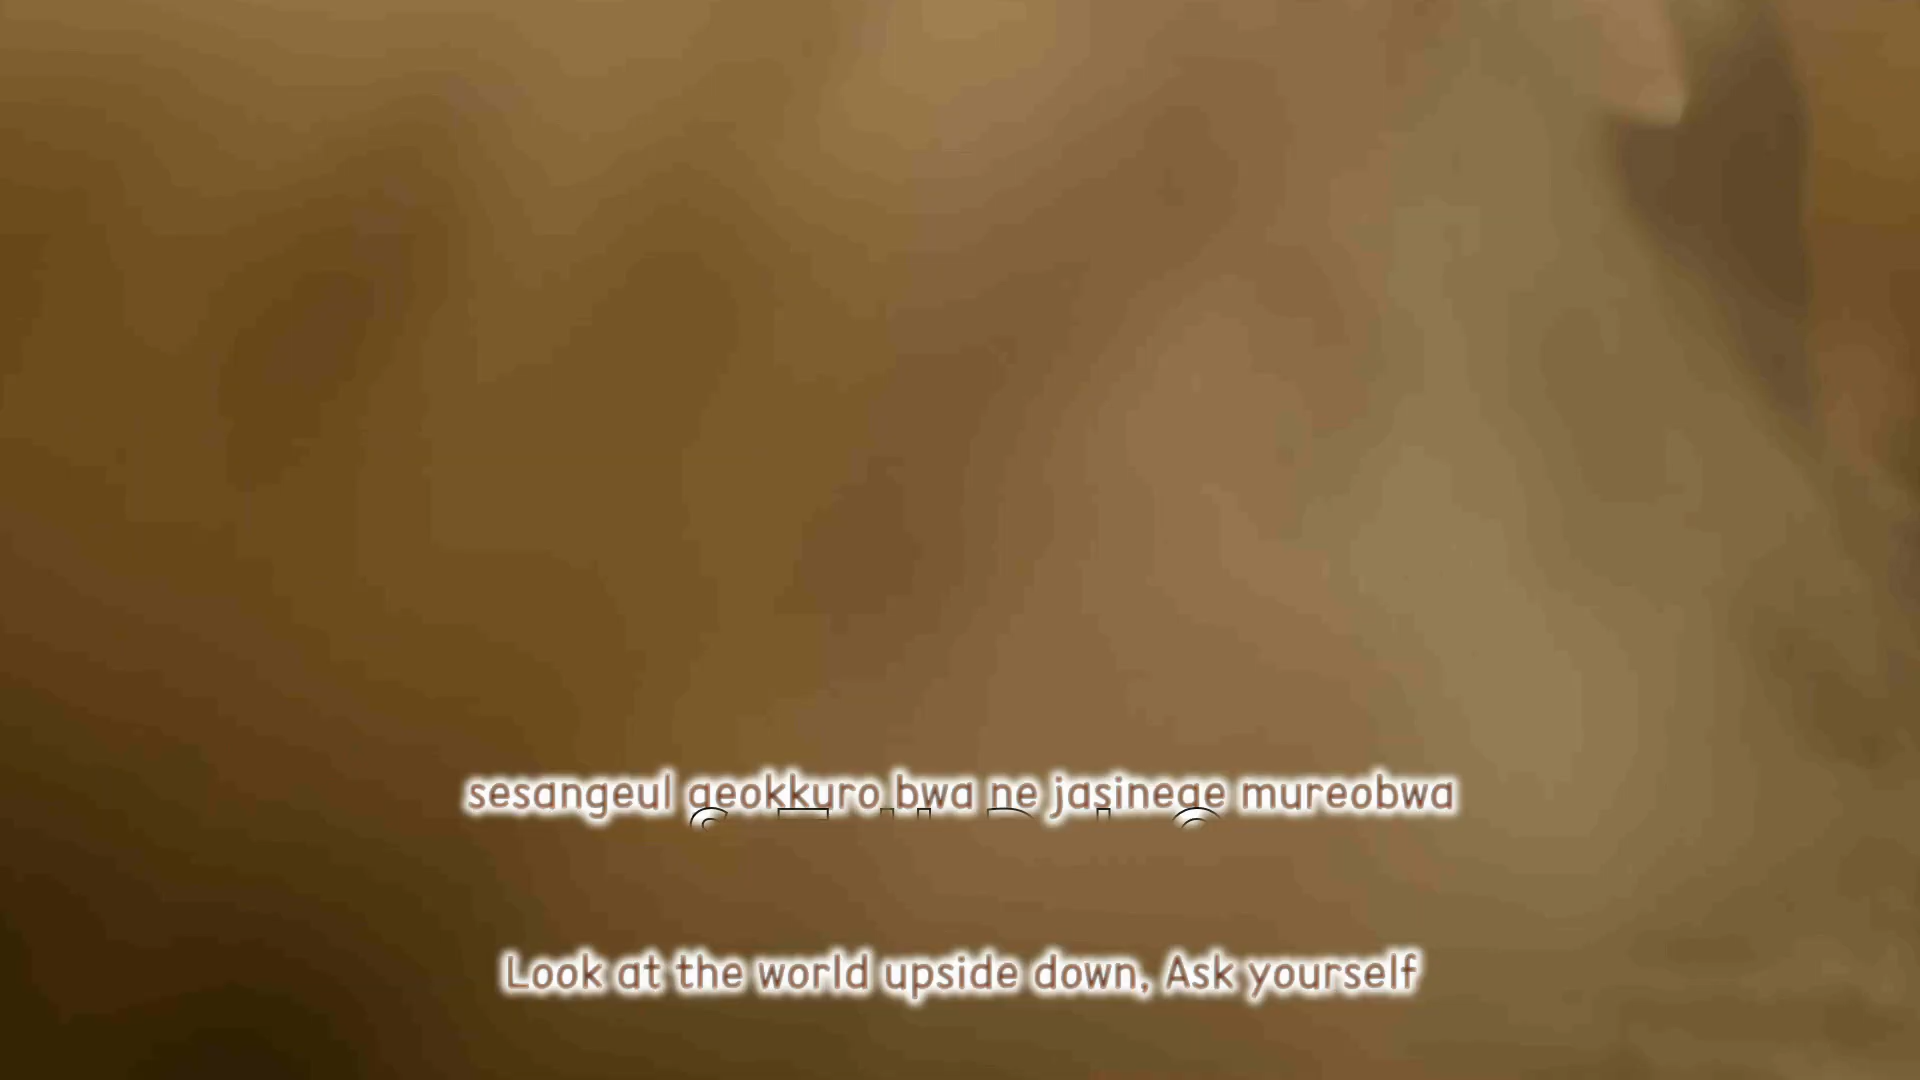 sesangeul geokkuro bwa ne jasinege mureobwa
Look at the world upside down, Ask yourself